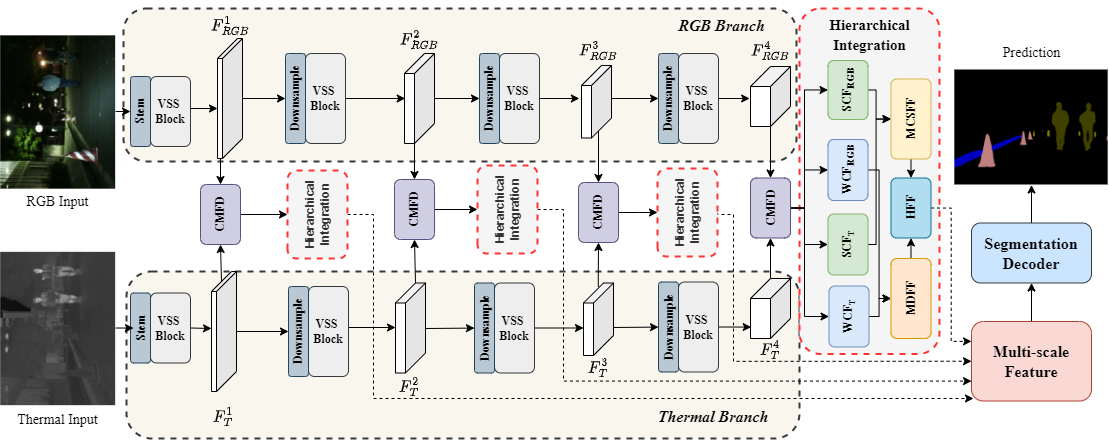 RGB Branch
Hierarchical
Integration
F^1_{RGB}
F^2_{RGB}
F^3_{RGB}
F^4_{RGB}
Prediction
Stem
VSS
Block
Downsample
VSS
Block
Downsample
VSS
Block
Downsample
VSS
Block
SCF_{RGB}
MCSFF
RGB Input
CMFD
Hierarchical
Integration
CMFD
Hierarchical
Integration
CMFD
Hierarchical
Integration
CMFD
WCF_{RGB}
HFF
SCF_T
Segmentation
Decoder
Stem
VSS
Block
Downsample
VSS
Block
Downsample
VSS
Block
Downsample
VSS
Block
WCF_T
MDFF
Multi-scale
Feature
Thermal Input
F^1_T
F^2_T
F^3_T
F^4_T
Thermal Branch